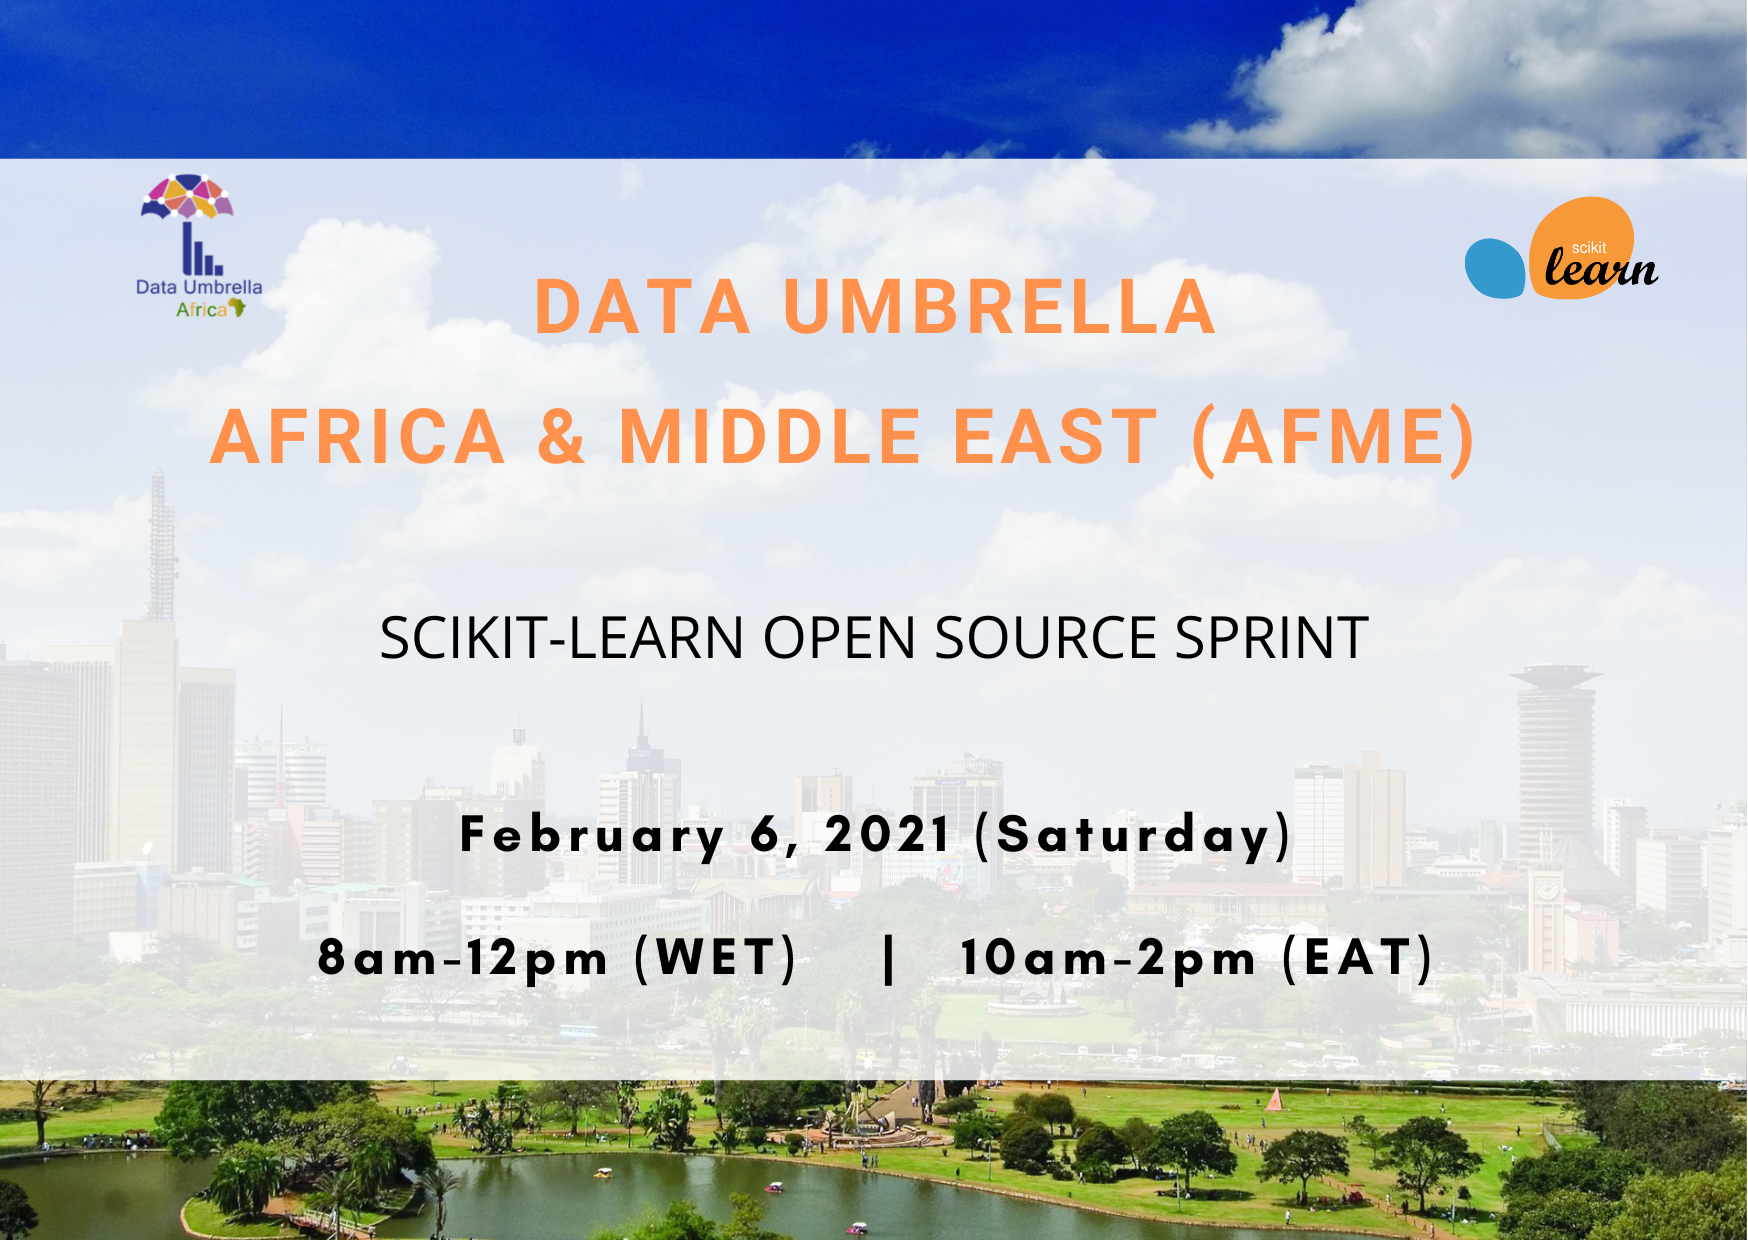 Data Umbrella
Africa
scikit
learn
DATA UMBRELLA
AFRICA & MIDDLE EAST (AFME)
SCIKIT-LEARN OPEN SOURCE SPRINT
February 6, 2021 (Saturday)
8am-12pm (WET) | 10am-2pm (EAT)